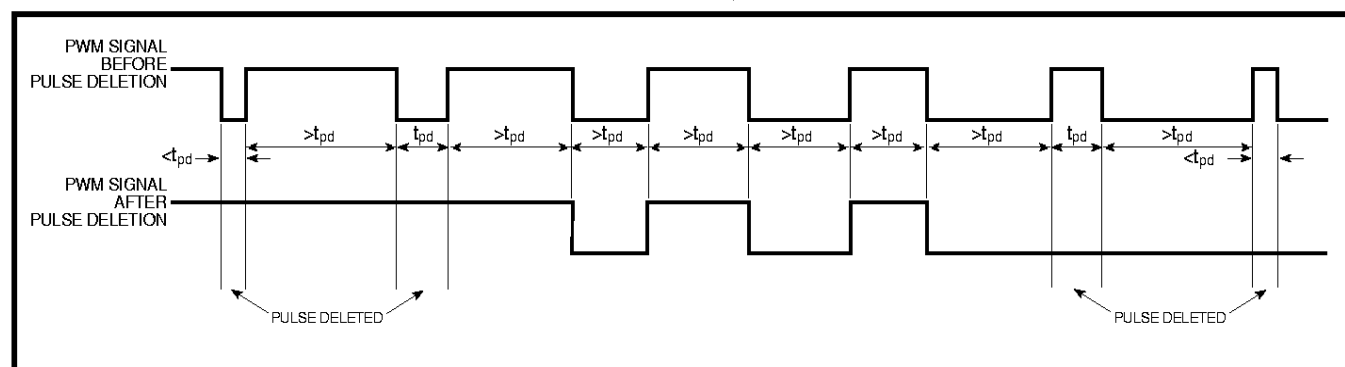 PWM SIGNAL
BEFORE
PULSE DELETION
>tpd
tpd
>tpd
>tpd
>tpd
>tpd
>tpd
>tpd
tpd
>tpd
<tpd
<tpd
PWM SIGNAL
AFTER
PULSE DELETION
PULSE DELETED
PULSE DELETED